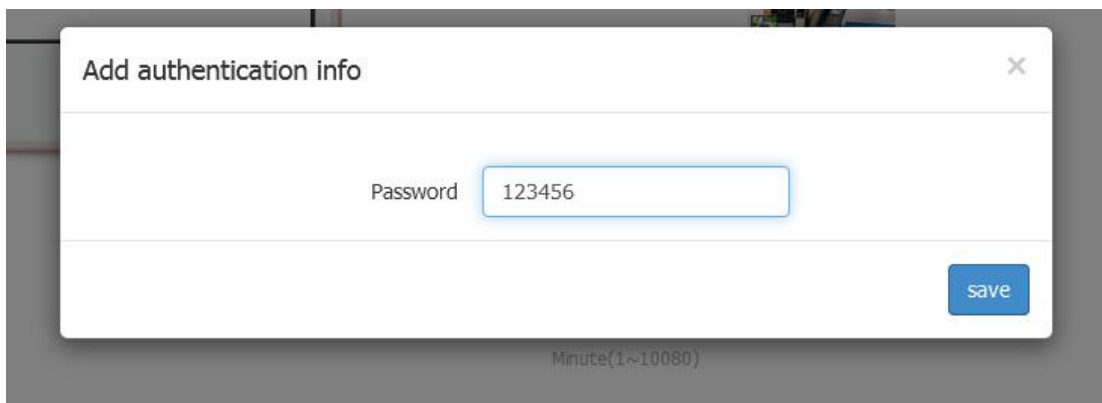 Add authentication info ×
Password 123456
save
Minute(1~10080)